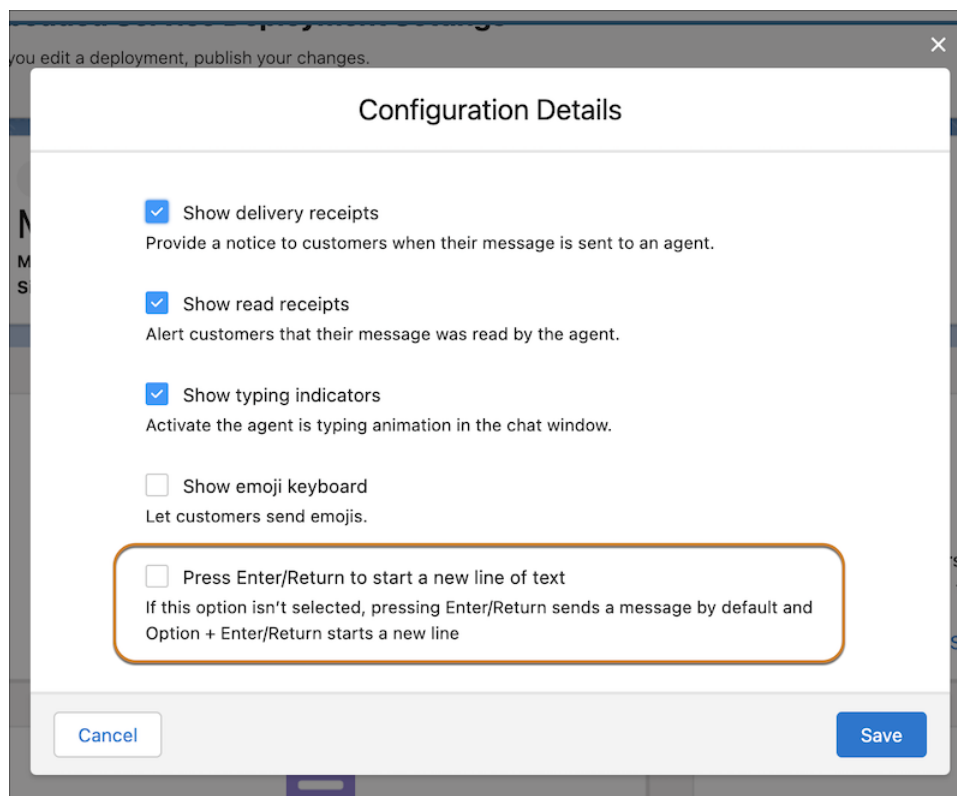 you edit a deployment, publish your changes.
Configuration Details
Show delivery receipts
Provide a notice to customers when their message is sent to an agent.
Show read receipts
Alert customers that their message was read by the agent.
Show typing indicators
Activate the agent is typing animation in the chat window.
Show emoji keyboard
Let customers send emojis.
Press Enter/Return to start a new line of text
If this option isn't selected, pressing Enter/Return sends a message by default and
Option + Enter/Return starts a new line
Cancel
Save